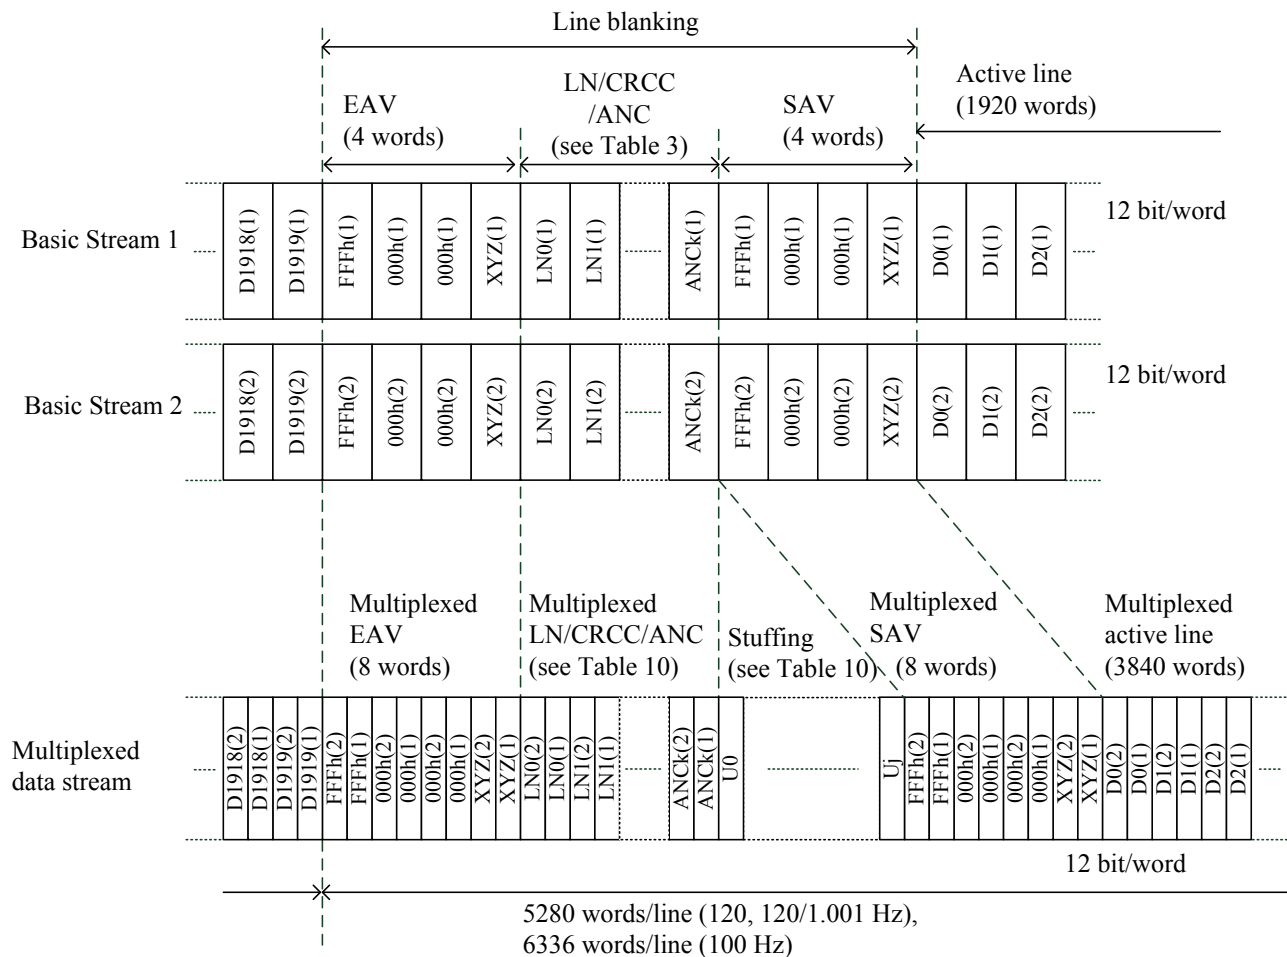 Line blanking
EAV
(4 words)
LN/CRCC
/ANC
(see Table 3)
SAV
(4 words)
Active line
(1920 words)
Basic Stream 1
D1918(1)
D1919(1)
FFFh(1)
000h(1)
000h(1)
XYZ(1)
LN0(1)
LN1(1)
ANCk(1)
FFFh(1)
000h(1)
000h(1)
XYZ(1)
D0(1)
D1(1)
D2(1)
12 bit/word
Basic Stream 2
D1918(2)
D1919(2)
FFFh(2)
000h(2)
000h(2)
XYZ(2)
LN0(2)
LN1(2)
ANCk(2)
FFFh(2)
000h(2)
000h(2)
XYZ(2)
D0(2)
D1(2)
D2(2)
12 bit/word
Multiplexed
EAV
(8 words)
Multiplexed
LN/CRCC/ANC
(see Table 10)
Stuffing
(see Table 10)
Multiplexed
SAV
(8 words)
Multiplexed
active line
(3840 words)
Multiplexed
data stream
D1918(2)
D1918(1)
D1919(2)
D1919(1)
FFFh(2)
FFFh(1)
000h(2)
000h(1)
000h(2)
000h(1)
XYZ(2)
XYZ(1)
LN0(2)
LN0(1)
LN1(2)
LN1(1)
ANCk(2)
ANCk(1)
U0
Uj
FFFh(2)
FFFh(1)
000h(2)
000h(1)
000h(2)
000h(1)
XYZ(2)
XYZ(1)
D0(2)
D0(1)
D1(2)
D1(1)
D2(2)
D2(1)
12 bit/word
5280 words/line (120, 120/1.001 Hz),
6336 words/line (100 Hz)